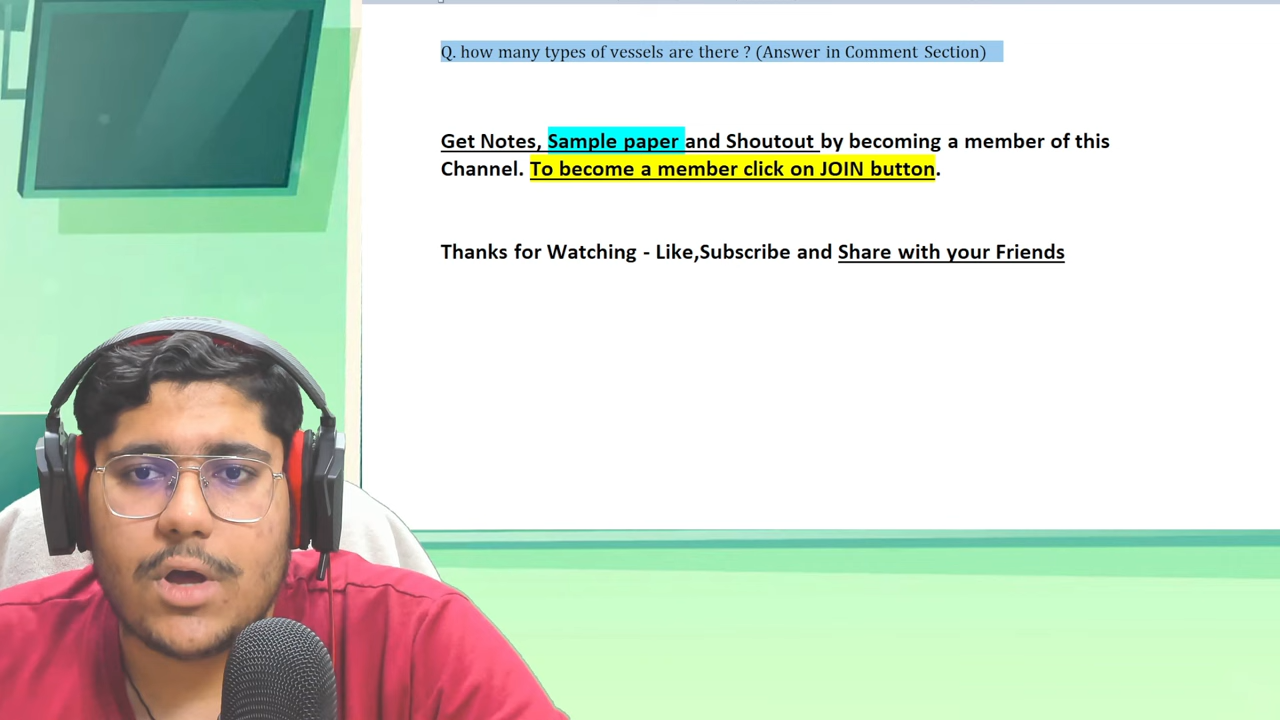 Q. how many types of vessels are there ? (Answer in Comment Section)
Get Notes, Sample paper and Shoutout by becoming a member of this
Channel. To become a member click on JOIN button.
Thanks for Watching - Like,Subscribe and Share with your Friends